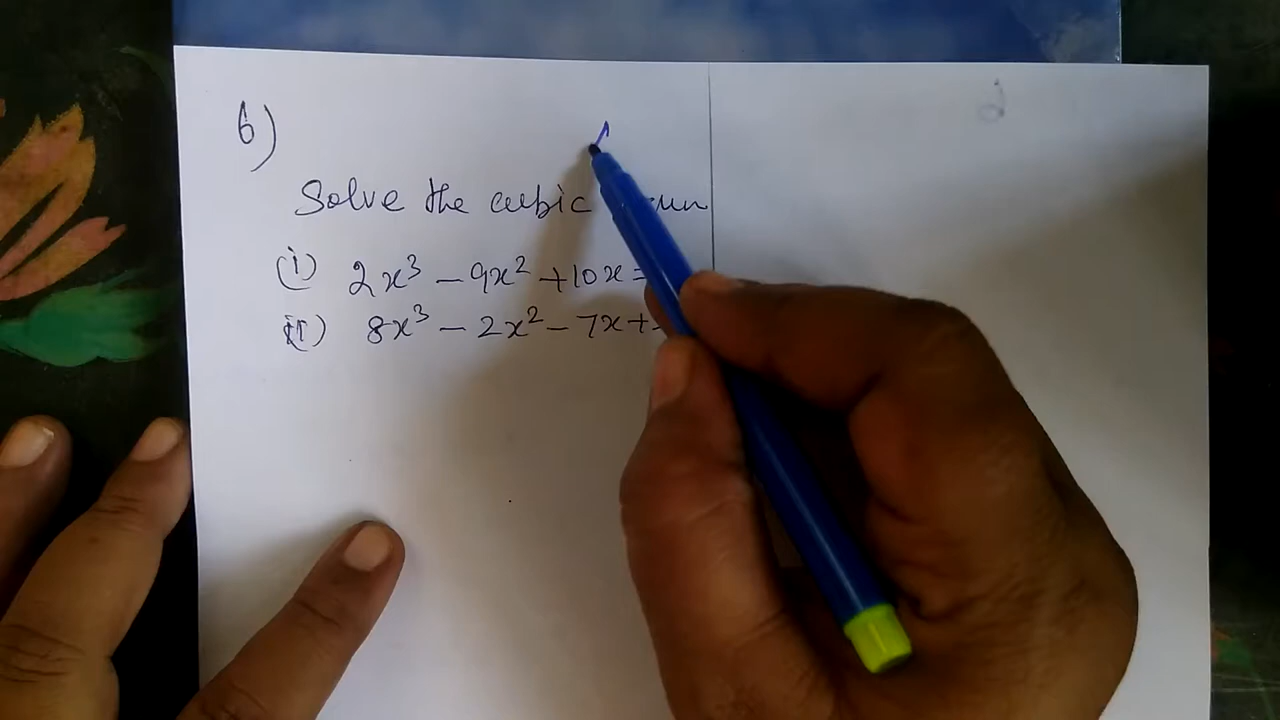 6)
Solve the cubic
(i) 2x³ - 9x² + 10x =
(ii) 8x³ - 2x² - 7x +